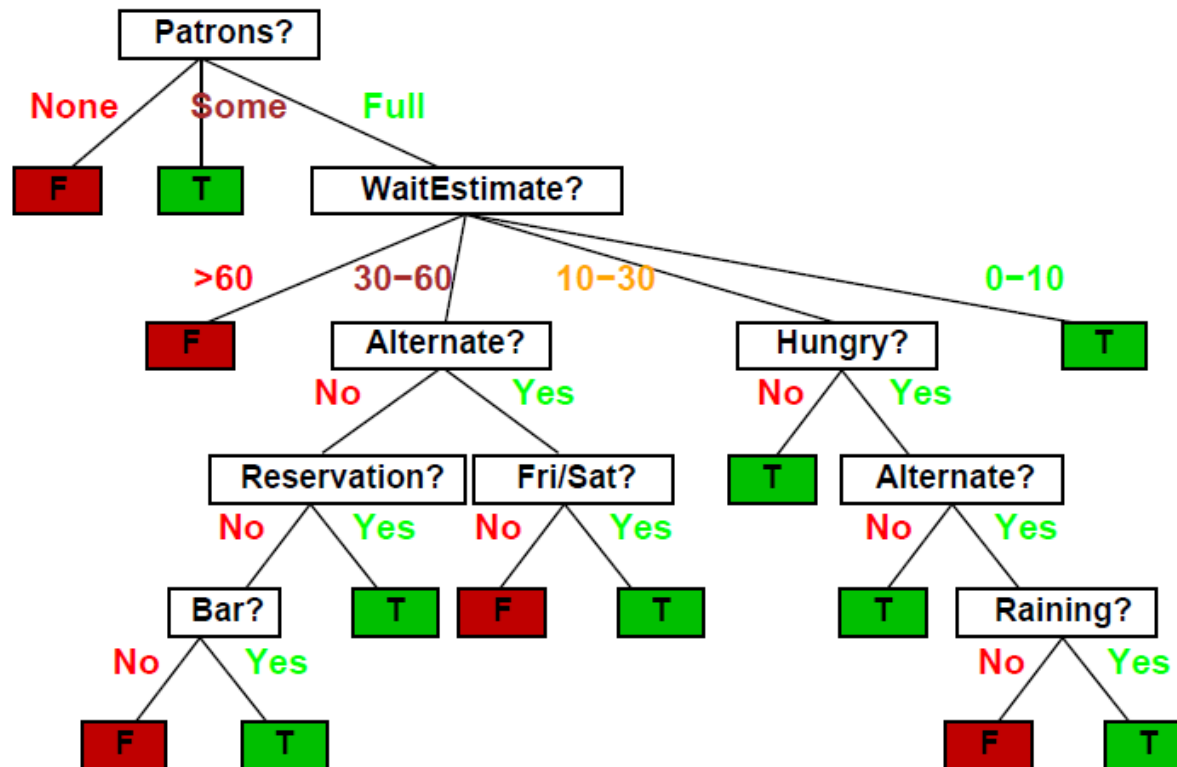 Patrons?
None Some Full
F T WaitEstimate?
>60 30−60 10−30 0−10
F Alternate? Hungry? T
No Yes No Yes
Reservation? Fri/Sat? T Alternate?
No Yes No Yes No Yes
Bar? T F T T Raining?
No Yes No Yes
F T F T